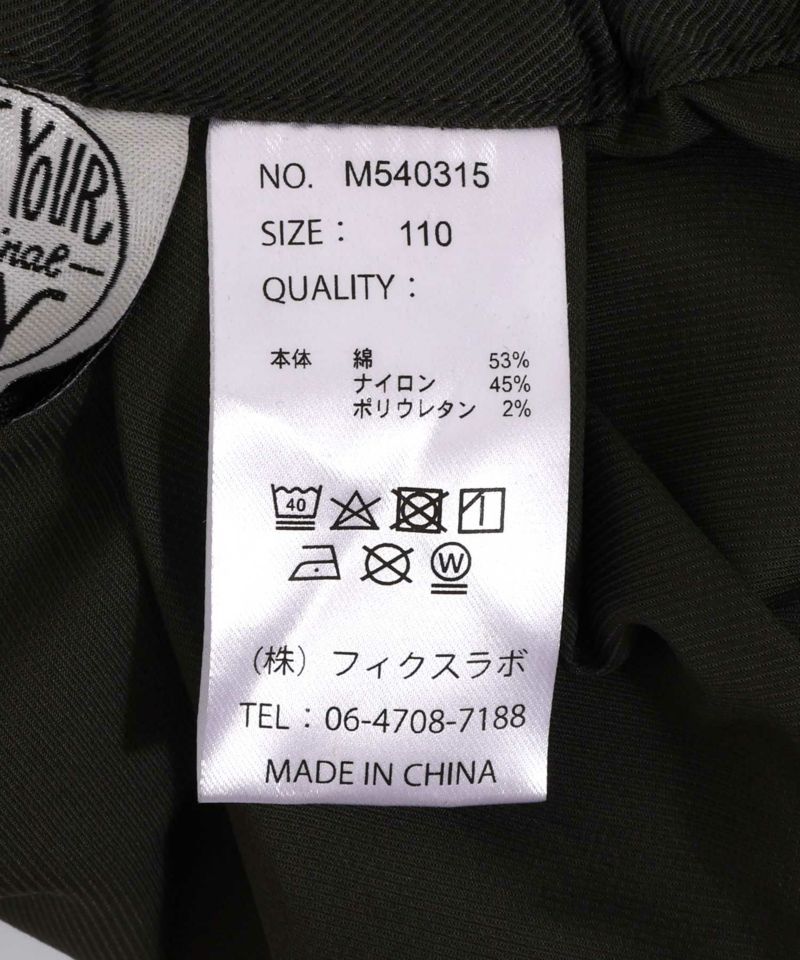 YOUR
NO. M540315
SIZE : 110
QUALITY :
本体 綿 53%
ナイロン 45%
ポリウレタン 2%
40
W
(株) フィクスラボ
TEL : 06-4708-7188
MADE IN CHINA